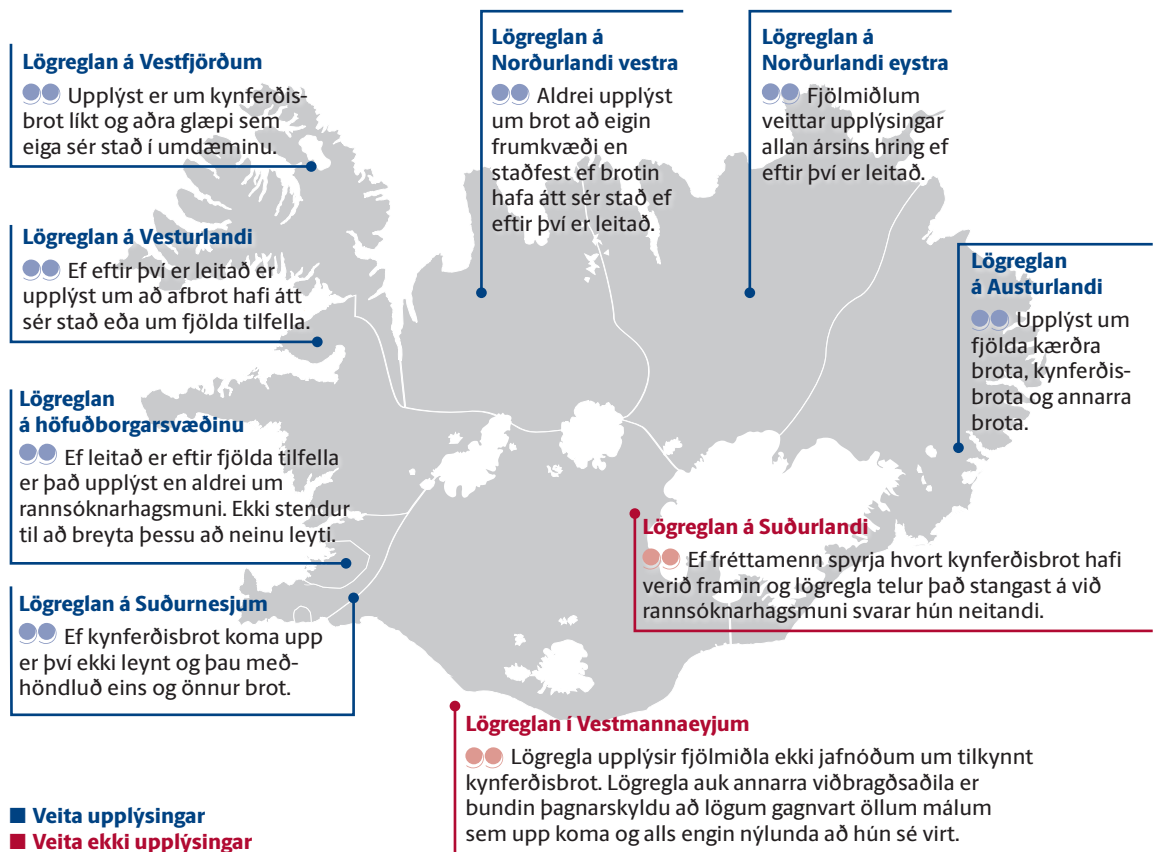 Lögreglan á Vestfjörðum
Upplýst er um kynferðis-
brot líkt og aðra glæpi sem
eiga sér stað í umdæminu.
Lögreglan á
Norðurlandi vestra
Aldrei upplýst
um brot að eigin
frumkvæði en
staðfest ef brotin
hafa átt sér stað ef
eftir því er leitað.
Lögreglan á
Norðurlandi eystra
Fjölmiðlum
veittar upplýsingar
allan ársins hring ef
eftir því er leitað.
Lögreglan á Vesturlandi
Ef eftir því er leitað er
upplýst um að afbrot hafi átt
sér stað eða um fjölda tilfella.
Lögreglan
á Austurlandi
Upplýst um
fjölda kærðra
brota, kynferðis-
brota og annarra
brota.
Lögreglan
á höfuðborgarsvæðinu
Ef leitað er eftir fjölda tilfella
er það upplýst en aldrei um
rannsóknarhagsmuni. Ekki stendur
til að breyta þessu að neinu leyti.
Lögreglan á Suðurlandi
Ef fréttamenn spyrja hvort kynferðisbrot hafi
verið framin og lögregla telur það stangast á við
rannsóknarhagsmuni svarar hún neitandi.
Lögreglan á Suðurnesjum
Ef kynferðisbrot koma upp
er því ekki leynt og þau með-
höndluð eins og önnur brot.
Lögreglan í Vestmannaeyjum
Lögregla upplýsir fjölmiðla ekki jafnóðum um tilkynnt
kynferðisbrot. Lögregla auk annarra viðbragðsaðila er
bundin þagnarskyldu að lögum gagnvart öllum málum
sem upp koma og alls engin nýlunda að hún sé virt.
Veita upplýsingar
Veita ekki upplýsingar